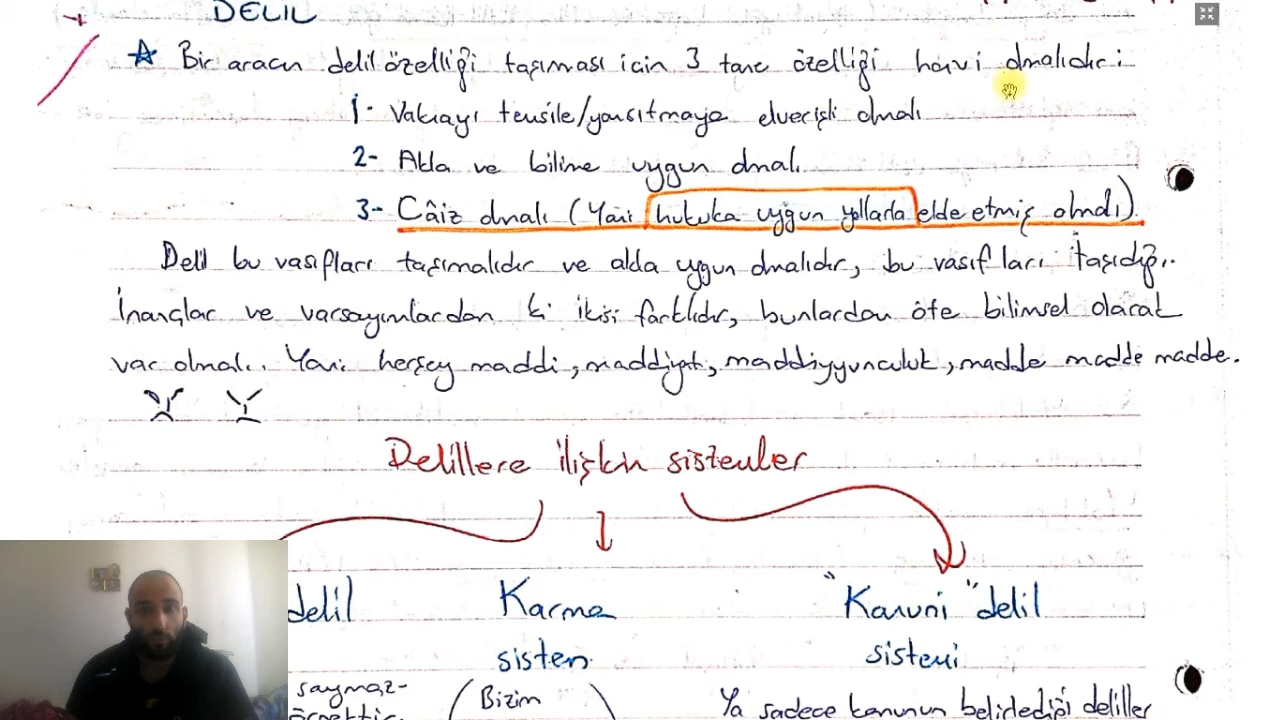 DELİL
Bir aracın delil özelliği taşıması için 3 tane özelliği havi olmalıdır:
1- Vakıayı temsile/yansıtmaya elverişli olmalı
2- Akla ve bilime uygun olmalı.
3- Câiz olmalı (Yani hukuka uygun yollarla elde etmiş olmalı).
Delil bu vasıfları taşımalıdır ve akla uygun olmalıdır, bu vasıfları taşıdığı.
İnançlar ve varsayımlardan ki ikisi farklıdır, bunlardan öte bilimsel olarak
var olmalı. Yani herşey maddi, maddiyat, maddiyyunculuk, madde madde madde.
Delillere ilişkin sistemler
delil Karma "Kanuni" delil
sistem sistemi
saymaz- (Bizim ) Ya sadece kanunun belirlediği deliller